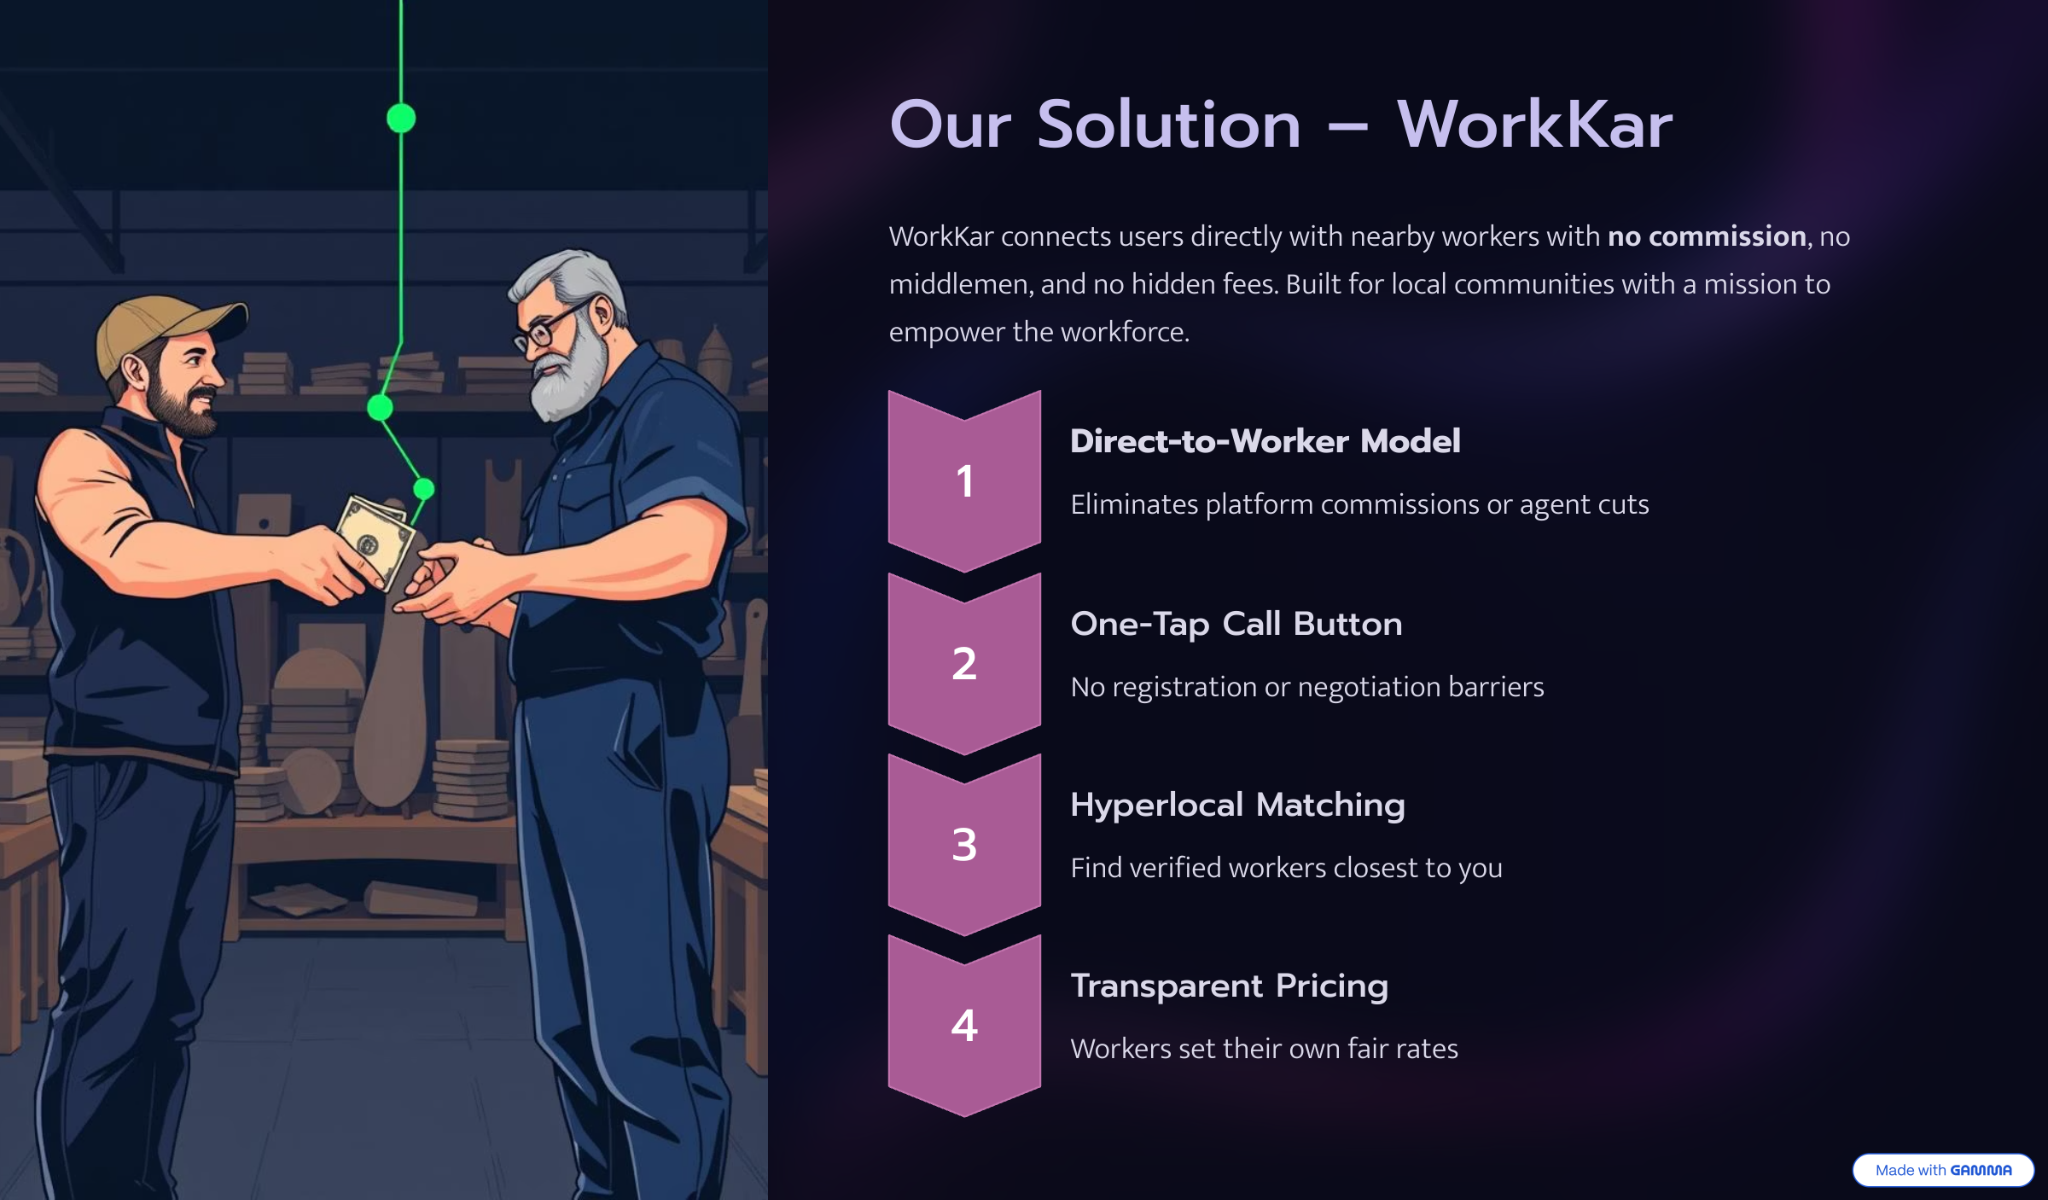 Our Solution – WorkKar
WorkKar connects users directly with nearby workers with no commission, no
middlemen, and no hidden fees. Built for local communities with a mission to
empower the workforce.
1
Direct-to-Worker Model
Eliminates platform commissions or agent cuts
2
One-Tap Call Button
No registration or negotiation barriers
3
Hyperlocal Matching
Find verified workers closest to you
4
Transparent Pricing
Workers set their own fair rates
Made with GAMMA